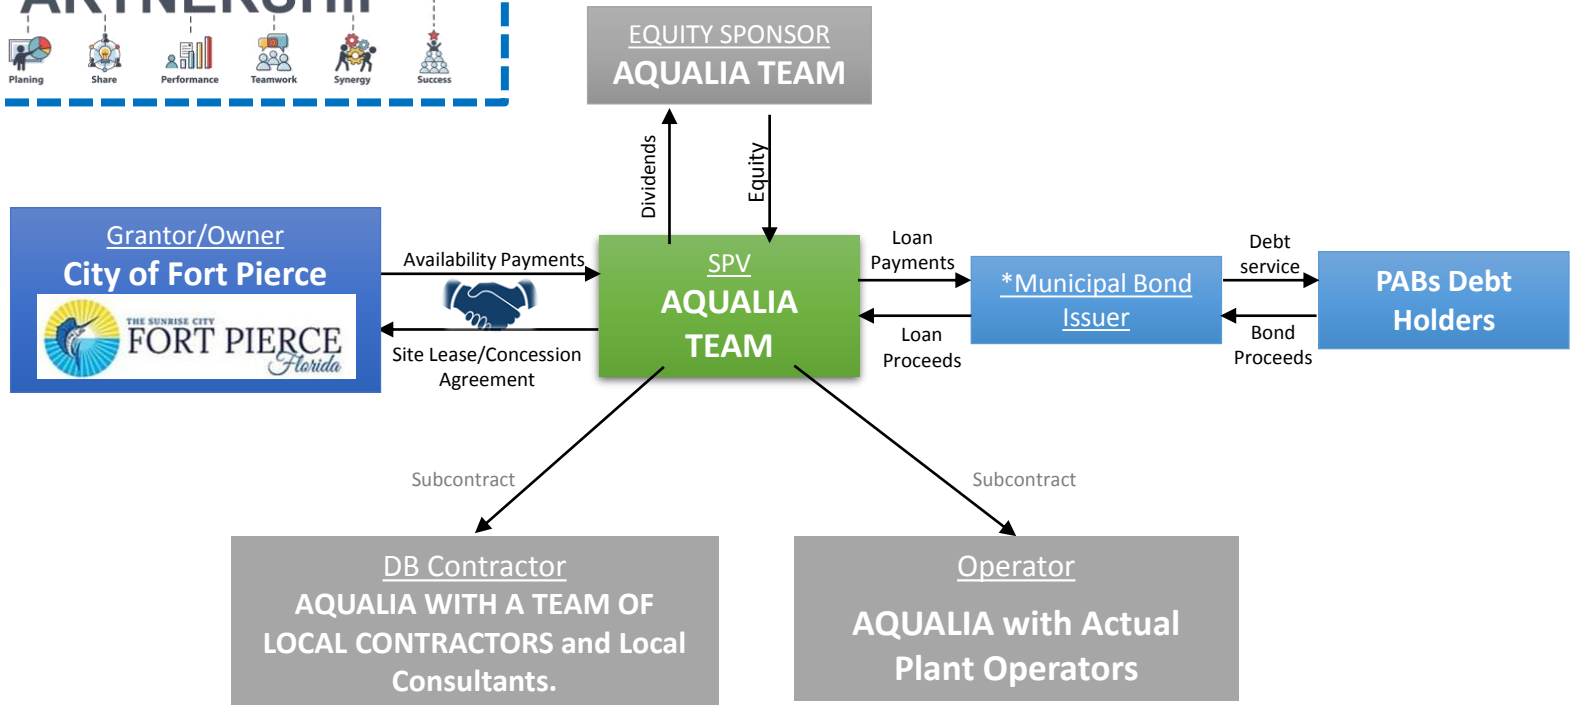 ARTNERSHIP
Planing
Share
Performance
Teamwork
Synergy
Success
EQUITY SPONSOR
AQUALIA TEAM
Dividends
Equity
Grantor/Owner
City of Fort Pierce
THE SUNRISE CITY
FORT PIERCE
Florida
Availability Payments
Site Lease/Concession
Agreement
SPV
AQUALIA
TEAM
Loan
Payments
Loan
Proceeds
*Municipal Bond
Issuer
Debt
service
Bond
Proceeds
PABs Debt
Holders
Subcontract
Subcontract
DB Contractor
AQUALIA WITH A TEAM OF
LOCAL CONTRACTORS and Local
Consultants.
Operator
AQUALIA with Actual
Plant Operators